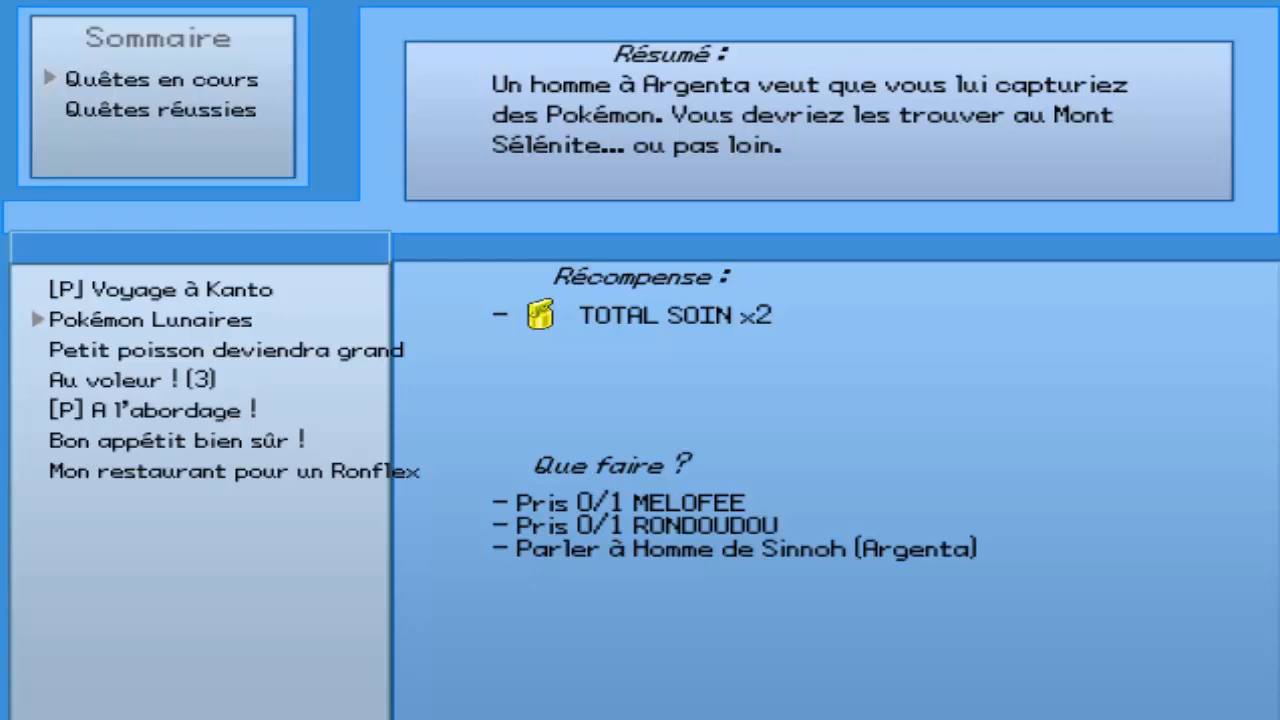 Sommaire
Quêtes en cours
Quêtes réussies
Résumé :
Un homme à Argenta veut que vous lui capturiez
des Pokémon. Vous devriez les trouver au Mont
Sélénite... ou pas loin.
[P] Voyage à Kanto
Pokémon Lunaires
Petit poisson deviendra grand
Au voleur ! (3)
[P] A l'abordage !
Bon appétit bien sûr !
Mon restaurant pour un Ronflex
Récompense :
- TOTAL SOIN x2
Que faire ?
- Pris 0/1 MELOFEE
- Pris 0/1 RONDOUDOU
- Parler à Homme de Sinnoh (Argenta)